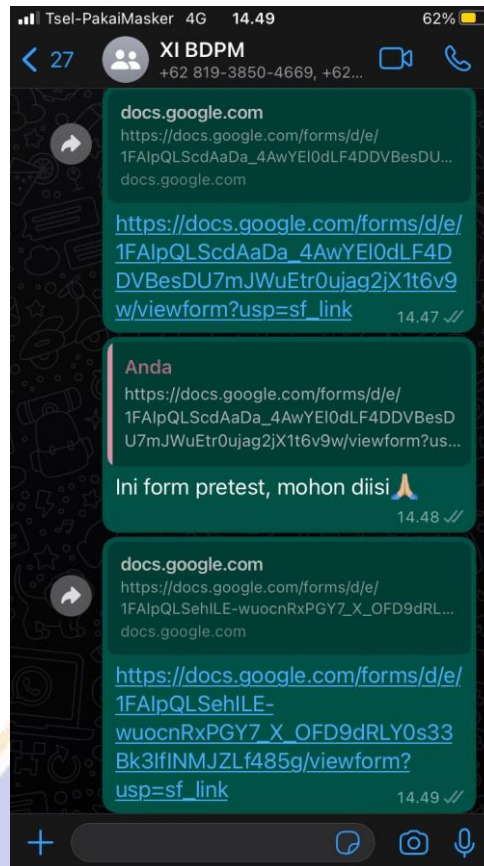 Tsel-PakaiMasker 4G 14.49 62%
27 XI BDPM
+62 819-3850-4669, +62...
docs.google.com
https://docs.google.com/forms/d/e/
1FAIpQLScdAaDa_4AwYEl0dLF4DDVBesDU...
docs.google.com
https://docs.google.com/forms/d/e/
1FAIpQLScdAaDa_4AwYEl0dLF4D
DVBesDU7mJWuEtr0ujag2jX1t6v9
w/viewform?usp=sf_link 14.47
Anda
https://docs.google.com/forms/d/e/
1FAIpQLScdAaDa_4AwYEl0dLF4DDVBesD
U7mJWuEtr0ujag2jX1t6v9w/viewform?us...
Ini form pretest, mohon diisi🙏🏼
14.48
docs.google.com
https://docs.google.com/forms/d/e/
1FAIpQLSehILE-wuocnRxPGY7_X_OFD9dRL...
docs.google.com
https://docs.google.com/forms/d/e/
1FAIpQLSehILE-
wuocnRxPGY7_X_OFD9dRLY0s33
Bk3IfINMJZLf485g/viewform?
usp=sf_link 14.49